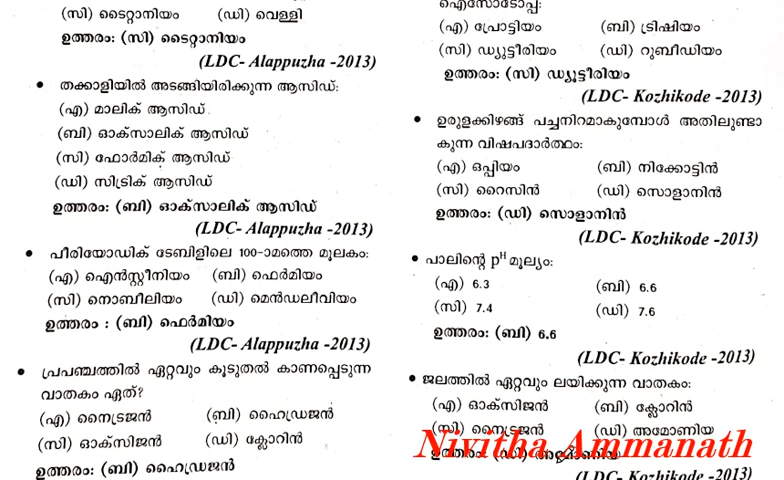 (സി) ടൈറ്റാനിയം (ഡി) വെള്ളി
ഉത്തരം: (സി) ടൈറ്റാനിയം
(LDC- Alappuzha -2013)
• തക്കാളിയിൽ അടങ്ങിയിരിക്കുന്ന ആസിഡ്:
(എ) മാലിക് ആസിഡ്
(ബി) ഓക്സാലിക് ആസിഡ്
(സി) ഫോർമിക് ആസിഡ്
(ഡി) സിട്രിക് ആസിഡ്
ഉത്തരം: (ബി) ഓക്സാലിക് ആസിഡ്
(LDC- Alappuzha -2013)
• പീരിയോഡിക് ടേബിളിലെ 100-ാമത്തെ മൂലകം:
(എ) ഐൻസ്റ്റീനിയം (ബി) ഫെർമിയം
(സി) നൊബീലിയം (ഡി) മെൻഡലീവിയം
ഉത്തരം : (ബി) ഫെർമിയം
(LDC- Alappuzha -2013)
• പ്രപഞ്ചത്തിൽ ഏറ്റവും കൂടുതൽ കാണപ്പെടുന്ന
വാതകം ഏത്?
(എ) നൈട്രജൻ (ബി) ഹൈഡ്രജൻ
(സി) ഓക്സിജൻ (ഡി) ക്ലോറിൻ
ഉത്തരം: (ബി) ഹൈഡ്രജൻ
ഐസോടോപ്പ്:
(എ) പ്രോട്ടിയം (ബി) ട്രിഷിയം
(സി) ഡ്യൂട്ടീരിയം (ഡി) റുബീഡിയം
ഉത്തരം: (സി) ഡ്യൂട്ടീരിയം
(LDC- Kozhikode -2013)
• ഉരുളക്കിഴങ്ങ് പച്ചനിറമാകുമ്പോൾ അതിലുണ്ടാ
കുന്ന വിഷപദാർത്ഥം:
(എ) ഒപ്പിയം (ബി) നിക്കോട്ടിൻ
(സി) റൈസിൻ (ഡി) സൊളാനിൻ
ഉത്തരം: (ഡി) സൊളാനിൻ
(LDC- Kozhikode -2013)
• പാലിന്റെ pH മൂല്യം:
(എ) 6.3 (ബി) 6.6
(സി) 7.4 (ഡി) 7.6
ഉത്തരം: (ബി) 6.6
(LDC- Kozhikode -2013)
• ജലത്തിൽ ഏറ്റവും ലയിക്കുന്ന വാതകം:
(എ) ഓക്സിജൻ (ബി) ക്ലോറിൻ
(സി) നൈട്രജൻ (ഡി) അമോണിയ
Nivitha Ammanath
ഉത്തരം: (ഡി) അമോണിയ
(LDC- Kozhikode -2013)